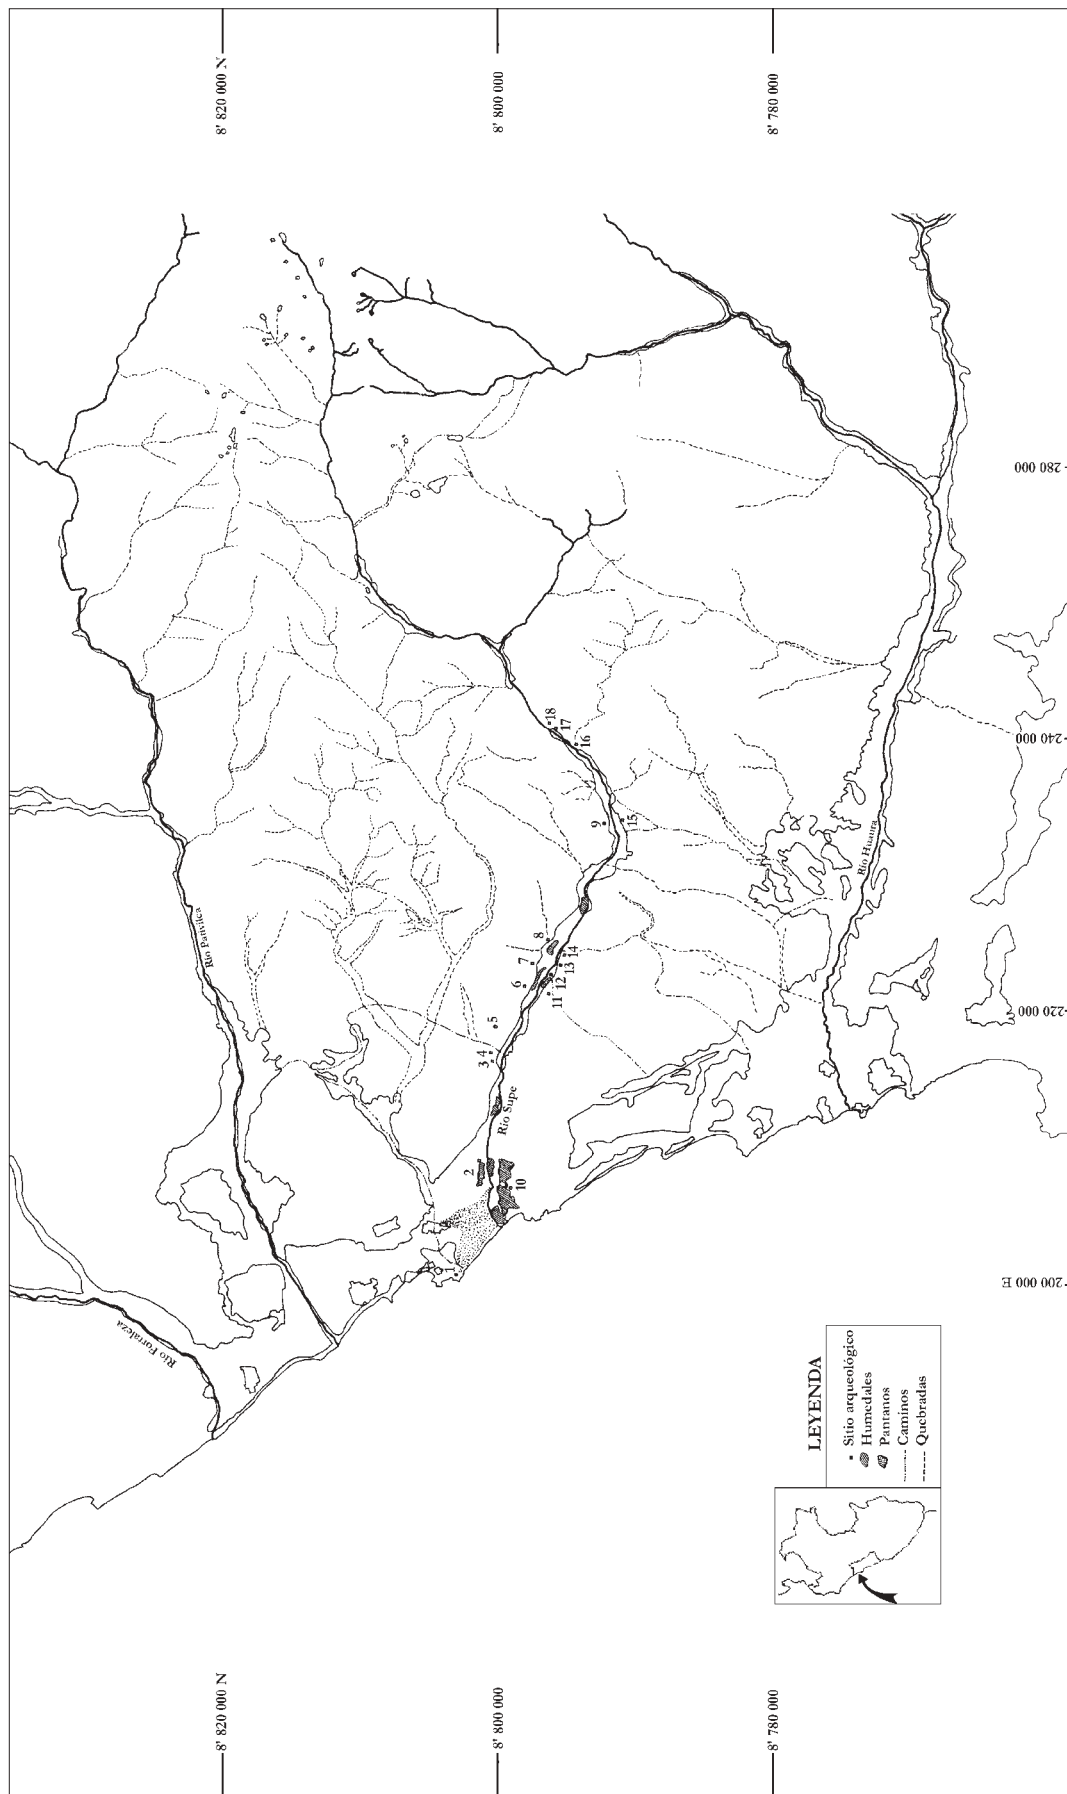 8' 820 000 N
8' 800 000
8' 780 000
280 000
240 000
220 000
200 000 E
Río Pativilca
Río Fortaleza
Río Supe
Río Huaura
2
3
4
5
6
7
8
9
10
11
12
13
14
15
16
17
18
LEYENDA
Sitio arqueológico
Humedales
Pantanos
Caminos
Quebradas
8' 820 000 N
8' 800 000
8' 780 000